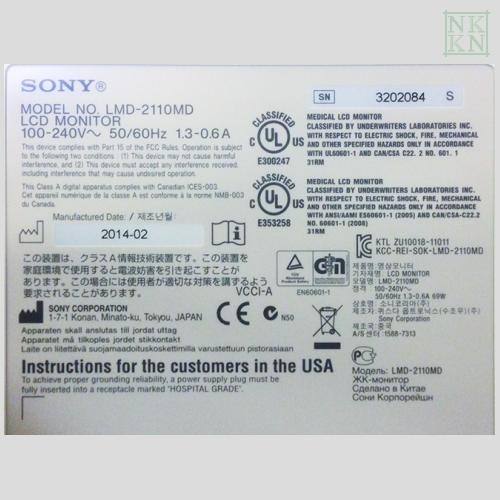 NK
KN
SONY®
MODEL NO. LMD-2110MD
LCD MONITOR
100-240V~ 50/60Hz 1.3-0.6 A
This device complies with Part 15 of the FCC Rules. Operation is subject
to the following two conditions. (1) This device may not cause harmful
interference, and (2) This device must accept any interference received,
including interference that may cause undesired operation.
This Class A digital apparatus complies with Canadian ICES-003.
Cet appareil numérique de la classe A est conforme à la norme NMB-003
du Canada.
Manufactured Date: / 제조년월:
2014-02
SN 3202084 S
CLASSIFIED
C UL US
E300247
MEDICAL LCD MONITOR
CLASSIFIED BY UNDERWRITERS LABORATORIES INC.
WITH RESPECT TO ELECTRIC SHOCK, FIRE, MECHANICAL
AND OTHER SPECIFIED HAZARDS ONLY IN ACCORDANCE
WITH UL60601-1 AND CAN/CSA C22. 2 NO. 601. 1
31RM
CLASSIFIED
C UL US
E353258
MEDICAL LCD MONITOR
CLASSIFIED BY UNDERWRITERS LABORATORIES INC.
WITH RESPECT TO ELECTRIC SHOCK, FIRE, MECHANICAL
AND OTHER SPECIFIED HAZARDS ONLY IN ACCORDANCE
WITH ANSI/AAMI ES60601-1 (2005) AND CAN/CSA-C22.2
NO. 60601-1 (2008)
31RM
この装置は、クラスA情報技術装置です。この装置を
家庭環境で使用すると電波妨害を引き起こすことがあり
ます。この場合には使用者が適切な対策を講ずるよう
要求されることがあります。
VCCI-A
SONY CORPORATION
1-7-1 Konan, Minato-ku, Tokyou, JAPAN
CE
N50
EN60601-1
KTL ZU10018-11011
KCC-REI-SOK-LMD-2110MD
제품명: 영상모니터
LCD MONITOR
모델명: LMD-2110MD
정격: 100-240V~
50/60Hz 1.3-0.6A 69W
상호: 소니코리아(주)
제조원: 퀴스다 옵트로닉스(수조우)(주)
Sony Corporation
제조국: 중국
A/S센터: 1588-7313
Apparaten skall anslutas till jordat uttag
Apparatet må tilkoples jordet stikkontakt
Laite on liitettävä suojamaadoituskoskettimilla varustettuun pistorasiaan
Instructions for the customers in the USA
To achieve proper grounding reliability, a power supply plug must be
fully inserted into a receptacle marked "HOSPITAL GRADE".
PG
Модель: LMD-2110MD
ЖК-монитор
Сделано в Китае
Сони Корпорейшн